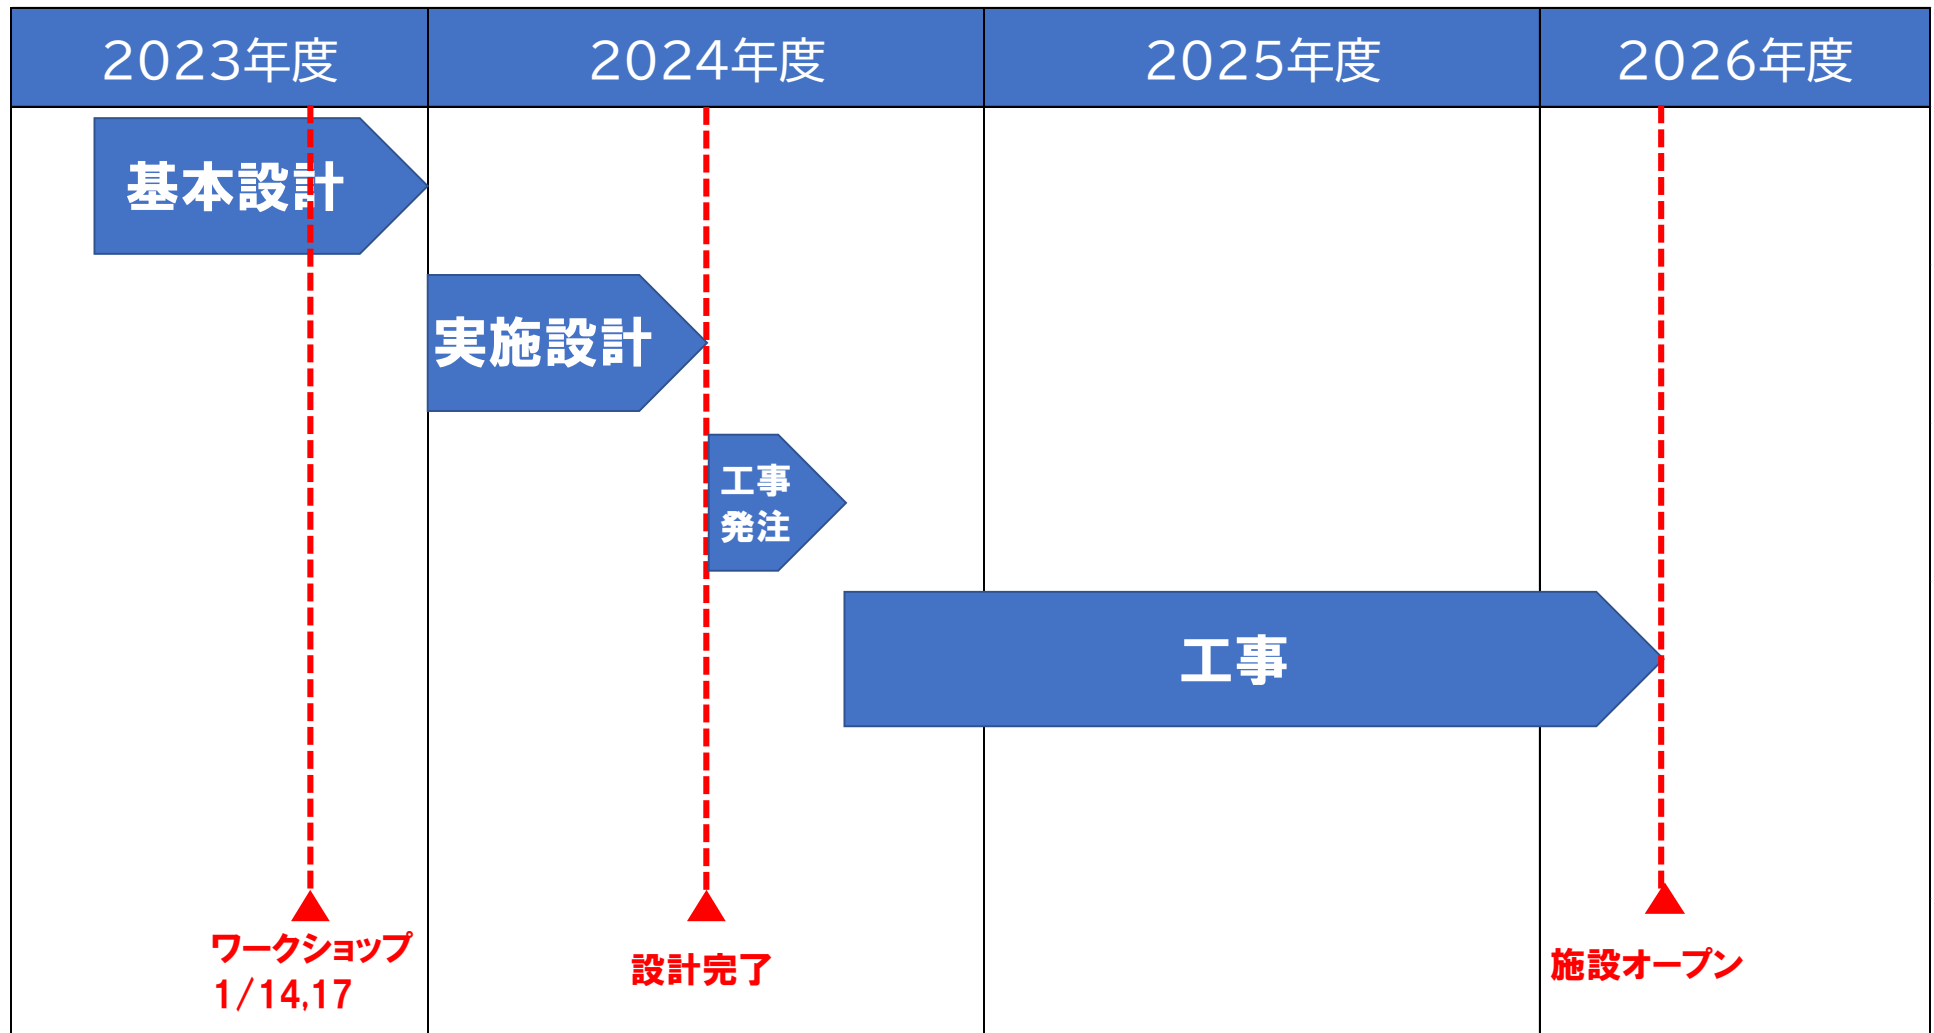 2023年度
2024年度
2025年度
2026年度
基本設計
実施設計
工事
発注
工事
ワークショップ
1/14,17
設計完了
施設オープン